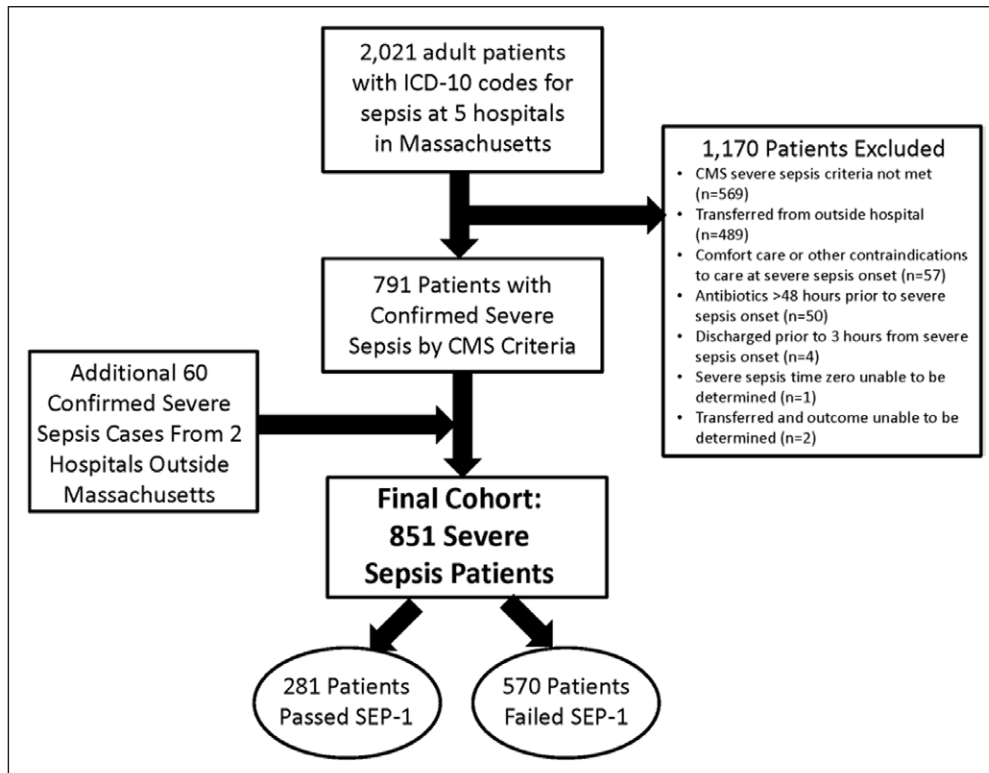 2,021 adult patients
with ICD-10 codes for
sepsis at 5 hospitals
in Massachusetts
1,170 Patients Excluded
• CMS severe sepsis criteria not met
(n=569)
• Transferred from outside hospital
(n=489)
• Comfort care or other contraindications
to care at severe sepsis onset (n=57)
• Antibiotics >48 hours prior to severe
sepsis onset (n=50)
• Discharged prior to 3 hours from severe
sepsis onset (n=4)
• Severe sepsis time zero unable to be
determined (n=1)
• Transferred and outcome unable to be
determined (n=2)
791 Patients with
Confirmed Severe
Sepsis by CMS Criteria
Additional 60
Confirmed Severe
Sepsis Cases From 2
Hospitals Outside
Massachusetts
Final Cohort:
851 Severe
Sepsis Patients
281 Patients
Passed SEP-1
570 Patients
Failed SEP-1